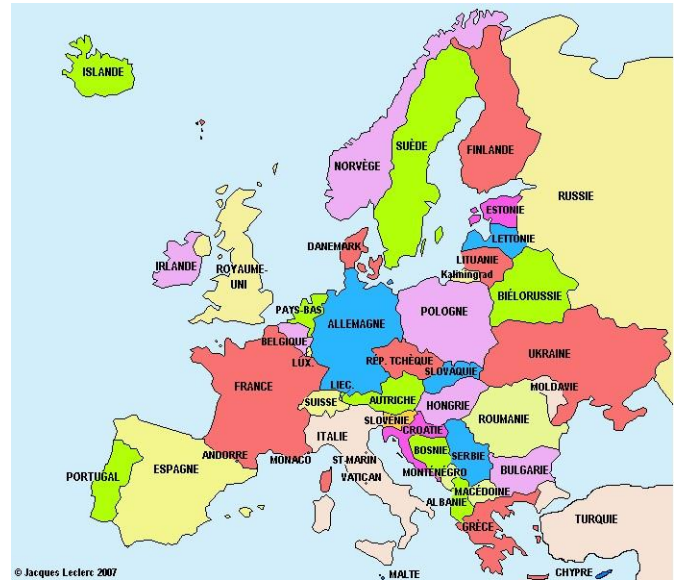 ISLANDE
NORVÈGE
SUÈDE
FINLANDE
RUSSIE
ESTONIE
LETTONIE
LITUANIE
Kaliningrad
DANEMARK
IRLANDE
ROYAUME-
UNI
PAYS-BAS
BIÉLORUSSIE
ALLEMAGNE
POLOGNE
BELGIQUE
LUX.
RÉP. TCHÈQUE
SLOVAQUIE
UKRAINE
FRANCE
LIEC.
SUISSE
AUTRICHE
HONGRIE
MOLDAVIE
SLOVÉNIE
CROATIE
ROUMANIE
ITALIE
BOSNIE
SERBIE
ANDORRE
MONACO
ST-MARIN
VATICAN
MONTÉNÉGRO
BULGARIE
PORTUGAL
ESPAGNE
MACÉDOINE
ALBANIE
GRÈCE
TURQUIE
MALTE
CHYPRE
© Jacques Leclerc 2007